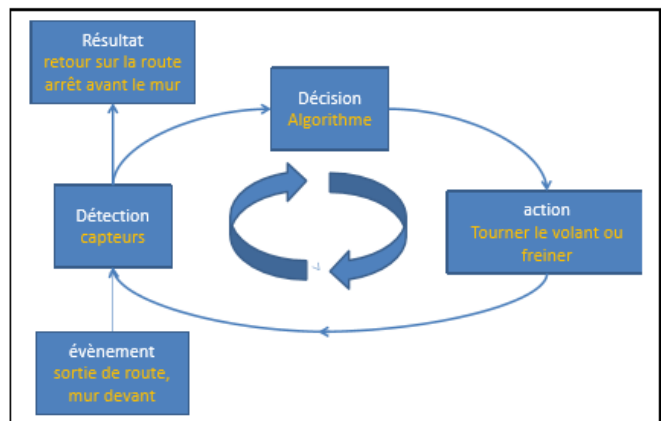 Résultat
retour sur la route
arrêt avant le mur
Décision
Algorithme
Détection
capteurs
action
Tourner le volant ou
freiner
évènement
sortie de route,
mur devant